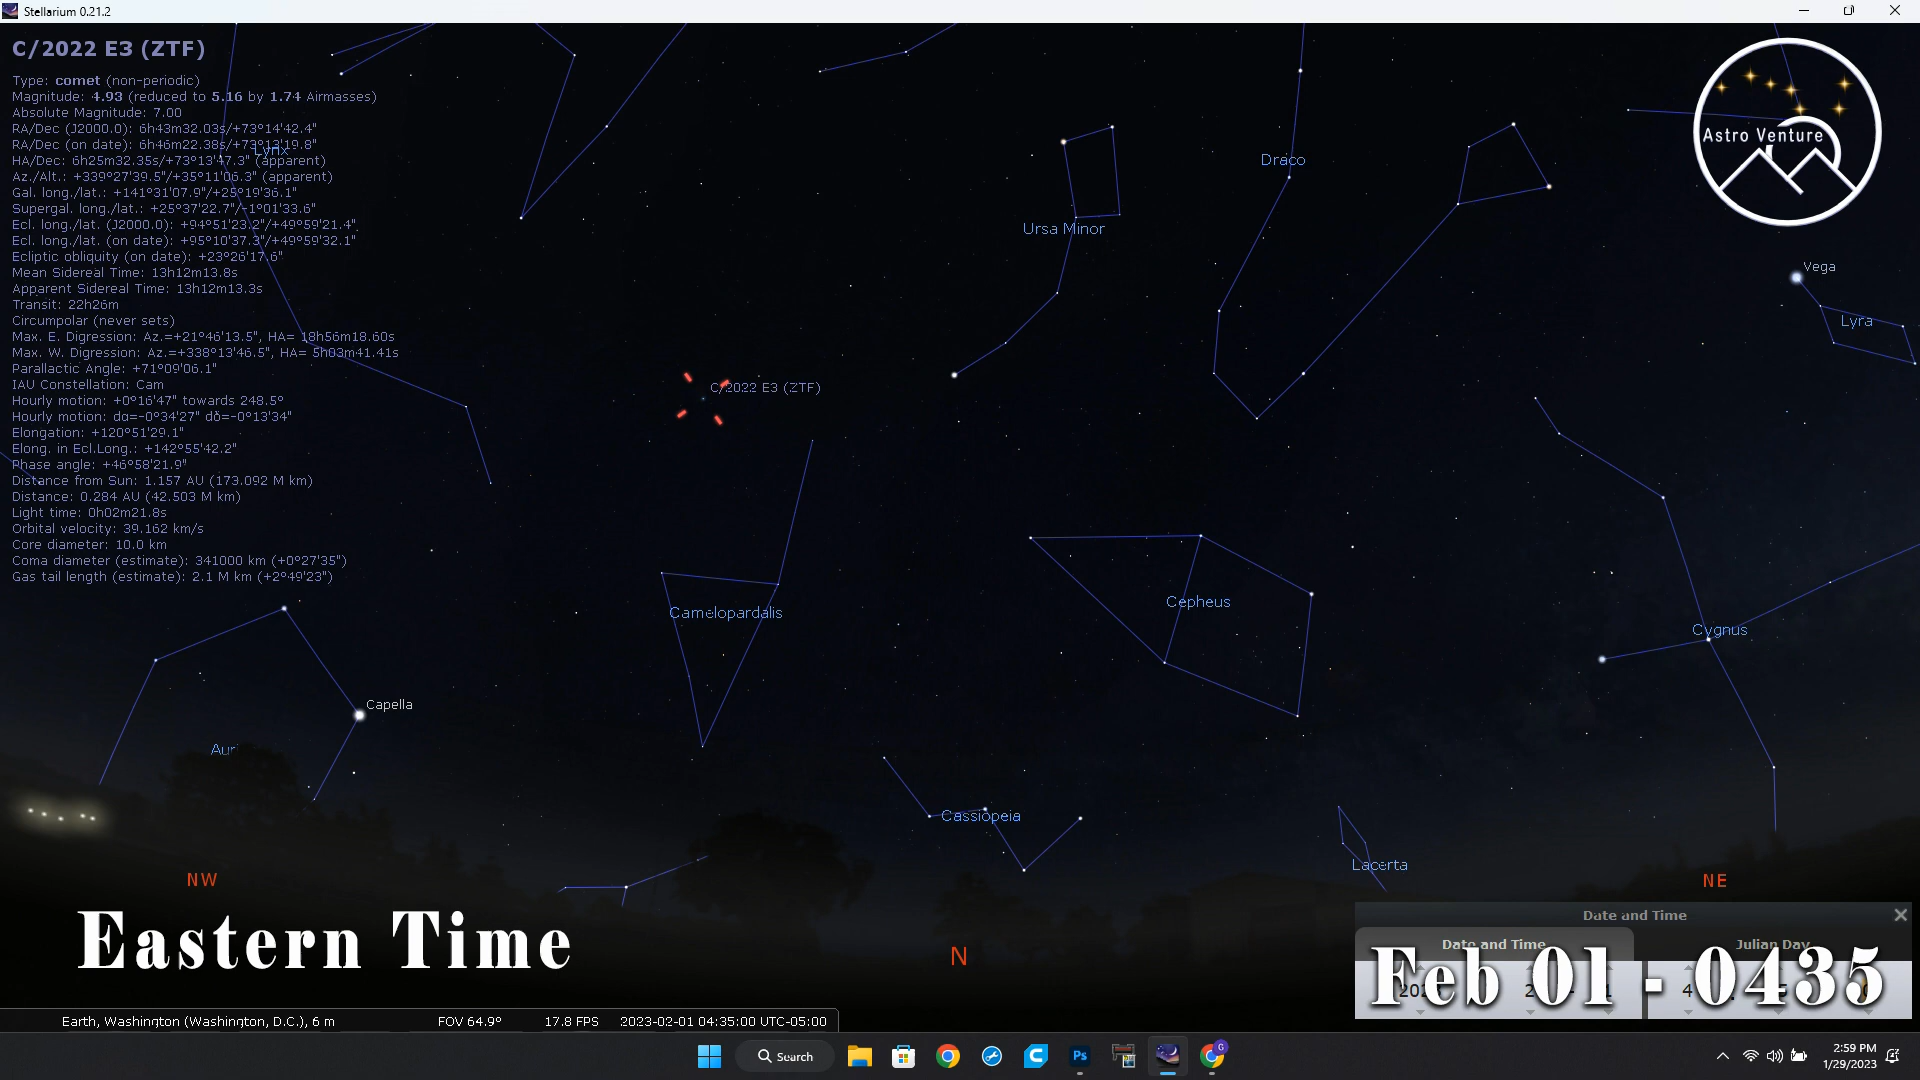 Stellarium 0.21.2
C/2022 E3 (ZTF)
Type: comet (non-periodic)
Magnitude: 4.93 (reduced to 5.16 by 1.74 Airmasses)
Absolute Magnitude: 7.00
RA/Dec (J2000.0): 6h43m32.03s/+73°14'42.4"
RA/Dec (on date): 6h46m22.38s/+73°13'19.8"
HA/Dec: 6h25m32.35s/+73°13'47.3" (apparent)
Az./Alt.: +339°27'39.5"/+35°11'06.3" (apparent)
Gal. long./lat.: +141°31'07.9"/+25°19'36.1"
Supergal. long./lat.: +25°37'22.7"/-1°01'33.6"
Ecl. long./lat. (J2000.0): +94°51'23.2"/+49°59'21.4"
Ecl. long./lat. (on date): +95°10'37.3"/+49°59'32.1"
Ecliptic obliquity (on date): +23°26'17.6"
Mean Sidereal Time: 13h12m13.8s
Apparent Sidereal Time: 13h12m13.3s
Transit: 22h26m
Circumpolar (never sets)
Max. E. Digression: Az.=+21°46'13.5", HA= 18h56m18.60s
Max. W. Digression: Az.=+338°13'46.5", HA= 5h03m41.41s
Parallactic Angle: +71°09'06.1"
IAU Constellation: Cam
Hourly motion: +0°16'47" towards 248.5°
Hourly motion: dα=-0°34'27" dδ=-0°13'34"
Elongation: +120°51'29.1"
Elong. in Ecl.Long.: +142°55'42.2"
Phase angle: +46°58'21.9"
Distance from Sun: 1.157 AU (173.092 M km)
Distance: 0.284 AU (42.503 M km)
Light time: 0h02m21.8s
Orbital velocity: 39.162 km/s
Core diameter: 10.0 km
Coma diameter (estimate): 341000 km (+0°27'35")
Gas tail length (estimate): 2.1 M km (+2°49'23")
Lynx
Astro Venture
Draco
Ursa Minor
Vega
Lyra
C/2022 E3 (ZTF)
Camelopardalis
Cepheus
Cygnus
Capella
Aur
Cassiopeia
Lacerta
NW
NE
N
Eastern Time
Date and Time
Date and Time
Julian Day
Feb 01 - 0435
Earth, Washington (Washington, D.C.), 6 m
FOV 64.9°
17.8 FPS
2023-02-01 04:35:00 UTC-05:00
Search
Ps
G
2:59 PM
1/29/2023